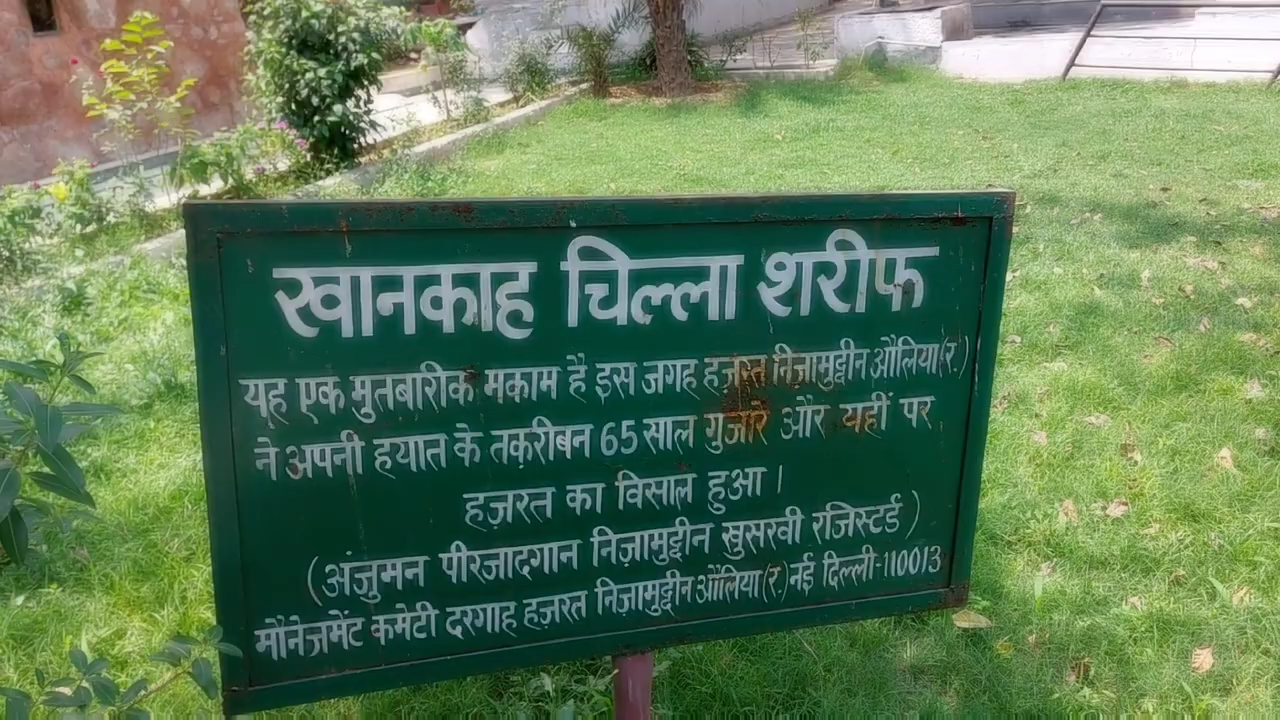 खानकाह चिल्ला शरीफ
यह एक मुतबारीक मकाम है इस जगह हज़रत निज़ामुद्दीन औलिया(र.)
ने अपनी हयात के तक़रीबन 65 साल गुजारे और यहीं पर
हज़रत का विसाल हुआ।
(अंजुमन पीरजादगान निज़ामुद्दीन खुसरवी रजिस्टर्ड)
मौनेजमेंट कमेटी दरगाह हज़रत निज़ामुद्दीन औलिया(र.) नई दिल्ली-110013